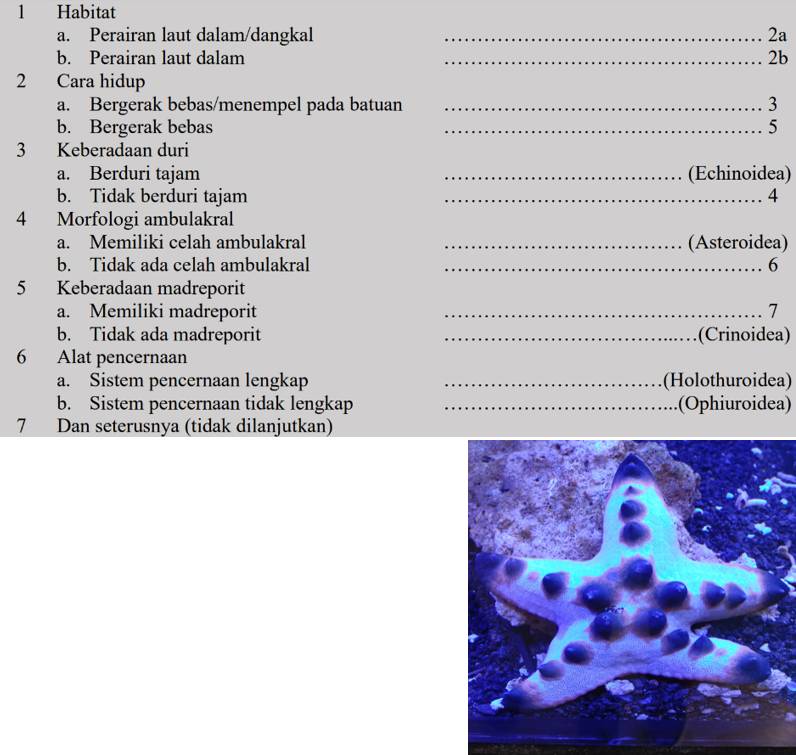 1 Habitat
a. Perairan laut dalam/dangkal ........................................................ 2a
b. Perairan laut dalam ........................................................ 2b
2 Cara hidup
a. Bergerak bebas/menempel pada batuan ........................................................ 3
b. Bergerak bebas ........................................................ 5
3 Keberadaan duri
a. Berduri tajam .......................................... (Echinoidea)
b. Tidak berduri tajam ........................................................ 4
4 Morfologi ambulakral
a. Memiliki celah ambulakral .......................................... (Asteroidea)
b. Tidak ada celah ambulakral ........................................................ 6
5 Keberadaan madreporit
a. Memiliki madreporit ........................................................ 7
b. Tidak ada madreporit .............................................(Crinoidea)
6 Alat pencernaan
a. Sistem pencernaan lengkap .......................................(Holothuroidea)
b. Sistem pencernaan tidak lengkap ..........................................(Ophiuroidea)
7 Dan seterusnya (tidak dilanjutkan)